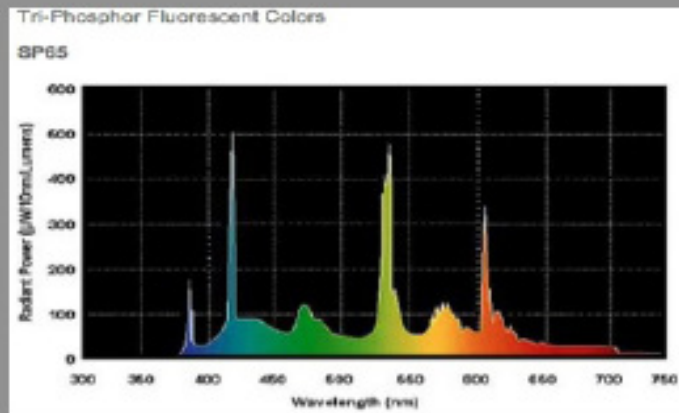 Tri-Phosphor Fluorescent Colors
SP65
600
500
400
300
200
100
0
Radiant Power (µW/10nm/Lumens)
300 350 400 450 500 550 600 650 700 750
Wavelength (nm)